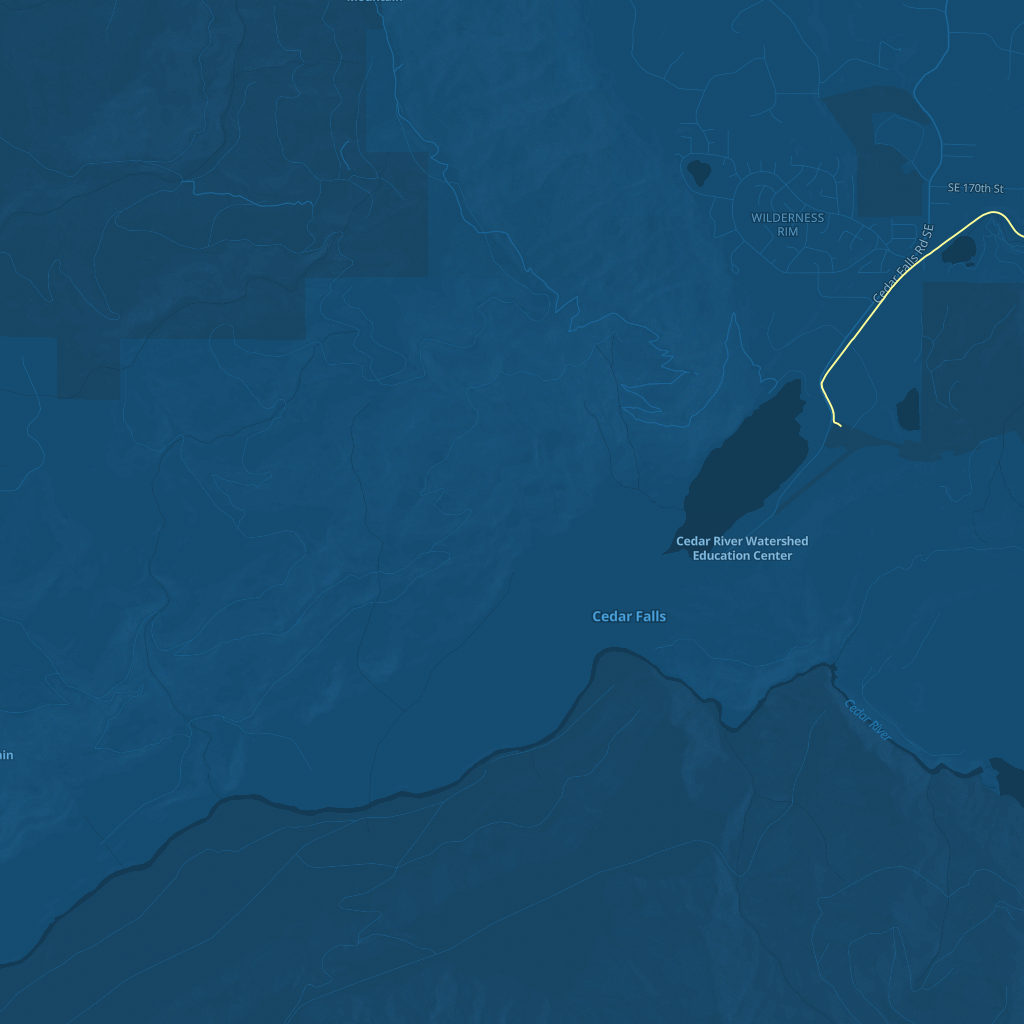 SE 170th St
WILDERNESS
RIM
Cedar Falls Rd SE
Cedar River Watershed
Education Center
Cedar Falls
Cedar River